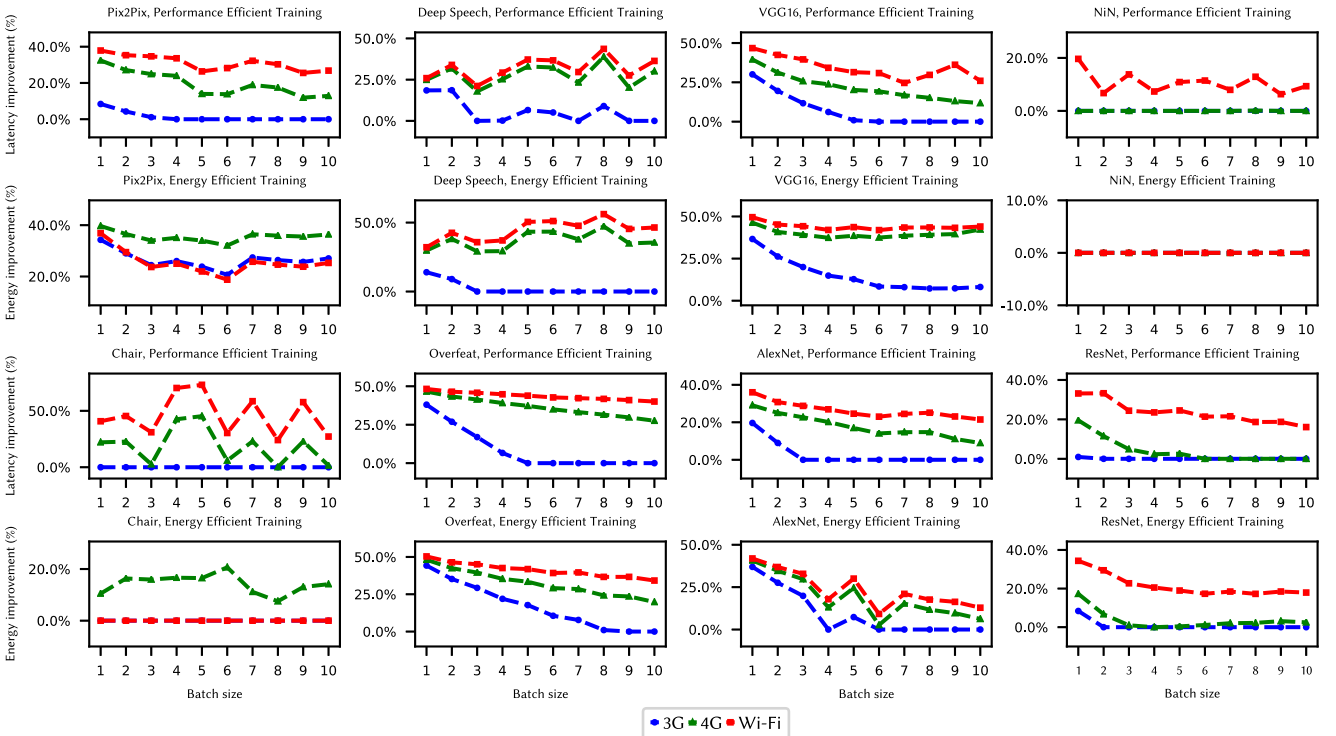 Pix2Pix, Performance Efficient Training
Deep Speech, Performance Efficient Training
VGG16, Performance Efficient Training
NiN, Performance Efficient Training
Latency improvement (%)
40.0%
20.0%
0.0%
1 2 3 4 5 6 7 8 9 10
50.0%
25.0%
0.0%
1 2 3 4 5 6 7 8 9 10
50.0%
25.0%
0.0%
1 2 3 4 5 6 7 8 9 10
20.0%
0.0%
1 2 3 4 5 6 7 8 9 10
Pix2Pix, Energy Efficient Training
Deep Speech, Energy Efficient Training
VGG16, Energy Efficient Training
NiN, Energy Efficient Training
Energy improvement (%)
40.0%
20.0%
1 2 3 4 5 6 7 8 9 10
50.0%
0.0%
1 2 3 4 5 6 7 8 9 10
50.0%
25.0%
0.0%
1 2 3 4 5 6 7 8 9 10
10.0%
0.0%
-10.0%
1 2 3 4 5 6 7 8 9 10
Chair, Performance Efficient Training
Overfeat, Performance Efficient Training
AlexNet, Performance Efficient Training
ResNet, Performance Efficient Training
Latency improvement (%)
50.0%
0.0%
1 2 3 4 5 6 7 8 9 10
50.0%
25.0%
0.0%
1 2 3 4 5 6 7 8 9 10
40.0%
20.0%
0.0%
1 2 3 4 5 6 7 8 9 10
40.0%
20.0%
0.0%
1 2 3 4 5 6 7 8 9 10
Chair, Energy Efficient Training
Overfeat, Energy Efficient Training
AlexNet, Energy Efficient Training
ResNet, Energy Efficient Training
Energy improvement (%)
20.0%
0.0%
1 2 3 4 5 6 7 8 9 10
50.0%
25.0%
0.0%
1 2 3 4 5 6 7 8 9 10
50.0%
25.0%
0.0%
1 2 3 4 5 6 7 8 9 10
40.0%
20.0%
0.0%
1 2 3 4 5 6 7 8 9 10
Batch size
Batch size
Batch size
Batch size
3G 4G Wi-Fi